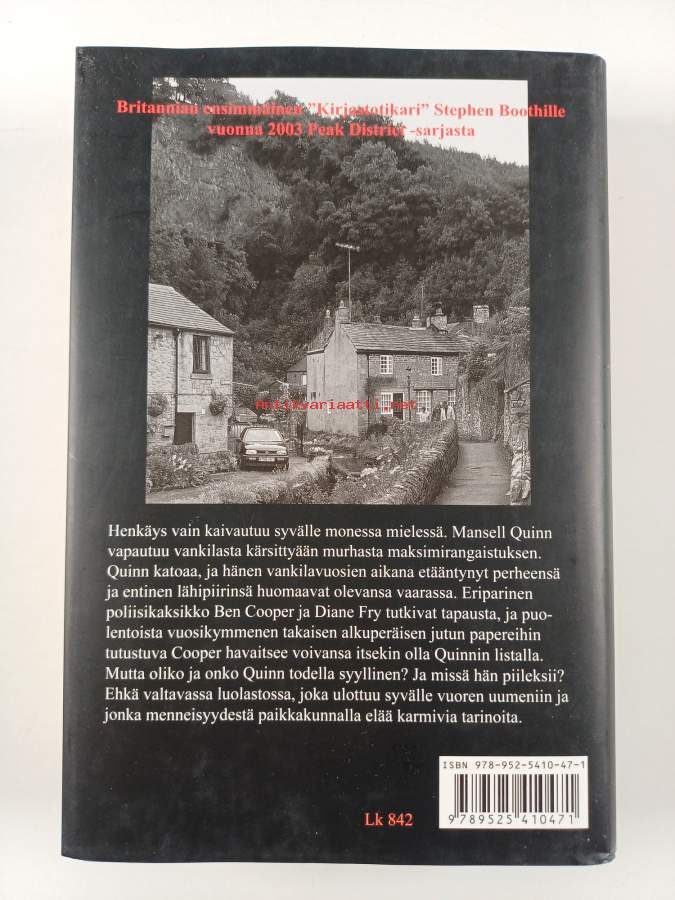 Britannian ensimmäinen ”Kirjastotikari” Stephen Boothille
vuonna 2003 Peak District -sarjasta
Antikvariaatti.net
Henkäys vain kaivautuu syvälle monessa mielessä. Mansell Quinn
vapautuu vankilasta kärsittyään murhasta maksimirangaistuksen.
Quinn katoaa, ja hänen vankilavuosien aikana etääntynyt perheensä
ja entinen lähipiirinsä huomaavat olevansa vaarassa. Eriparinen
poliisikaksikko Ben Cooper ja Diane Fry tutkivat tapausta, ja puo-
lentoista vuosikymmenen takaisen alkuperäisen jutun papereihin
tutustuva Cooper havaitsee voivansa itsekin olla Quinnin listalla.
Mutta oliko ja onko Quinn todella syyllinen? Ja missä hän piileksii?
Ehkä valtavassa luolastossa, joka ulottuu syvälle vuoren uumeniin ja
jonka menneisyydestä paikkakunnalla elää karmivia tarinoita.
ISBN 978-952-5410-47-1
Lk 842
9789525410471